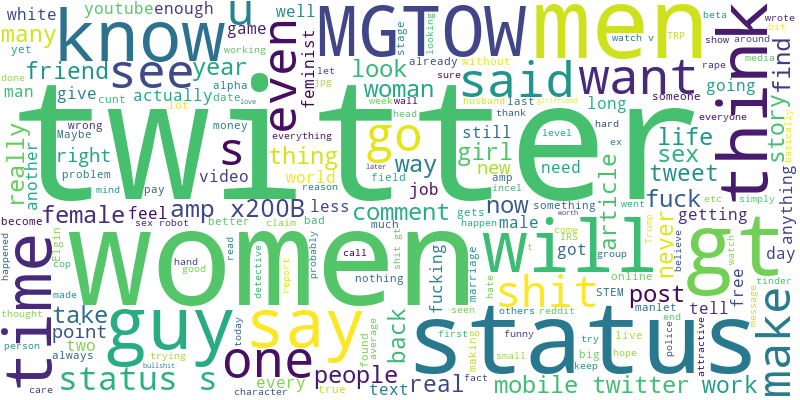 white youtube enough u well MGTOW men watch v beta wrote
many yet know game stage looking TRP bit
friend see year already without show around
man give cunt actually alpha date love look let jpg sure rape media
done lot even feminist woman said want someone find
twitter
really another wrong Maybe money week wall husband last girlfriend long going think anything
right everything head thank hard ex everyone basically
problem thing s go still level life story
mind pay video world reason later girl new need sex tweet
female feel amp x200B way field job amp incel something went fuck etc simply
become sex robot better claim bad less comment gets happen now male worth article getting day
women will gt
happened time Elgin cop read detective report hand good probably much call nothing shit gt fucking marriage t got come IRS group never Trump believe watch free
made guy say seen hate shit STEM online post tell message tinder
thought take today found average back others reddit manlet police end attractive
person point two trying first making funny status try live make
always bullshit one people small big hope keep
care status s every character true text real fact mobile twitter work